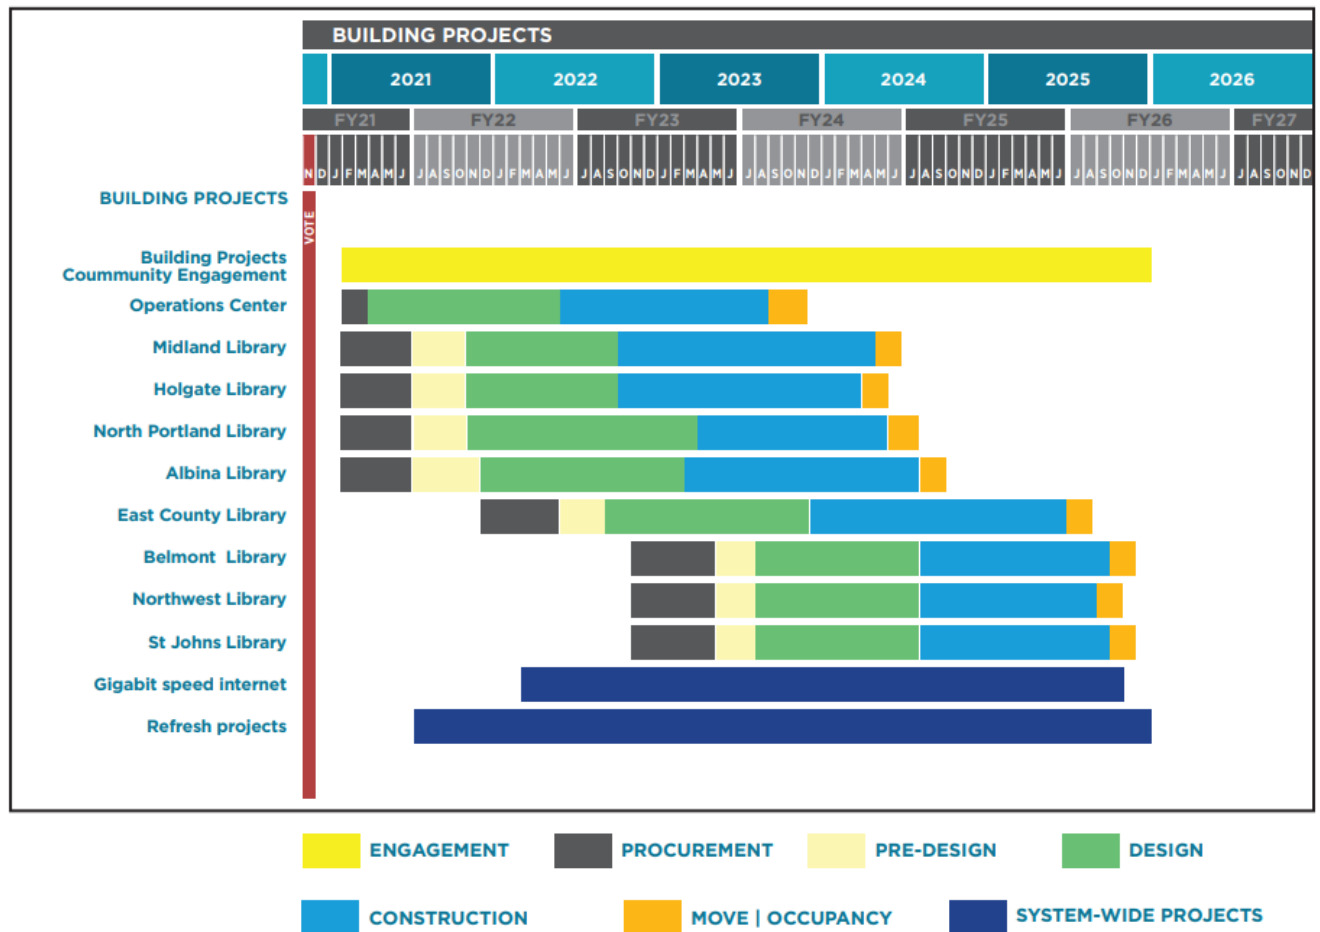 BUILDING PROJECTS
2021 2022 2023 2024 2025 2026
FY21 FY22 FY23 FY24 FY25 FY26 FY27
N D J F M A M J J A S O N D J F M A M J J A S O N D J F M A M J J A S O N D J F M A M J J A S O N D J F M A M J J A S O N D J F M A M J J A S O N D
BUILDING PROJECTS
VOTE
Building Projects
Coummunity Engagement
Operations Center
Midland Library
Holgate Library
North Portland Library
Albina Library
East County Library
Belmont Library
Northwest Library
St Johns Library
Gigabit speed internet
Refresh projects
ENGAGEMENT PROCUREMENT PRE-DESIGN DESIGN
CONSTRUCTION MOVE | OCCUPANCY SYSTEM-WIDE PROJECTS